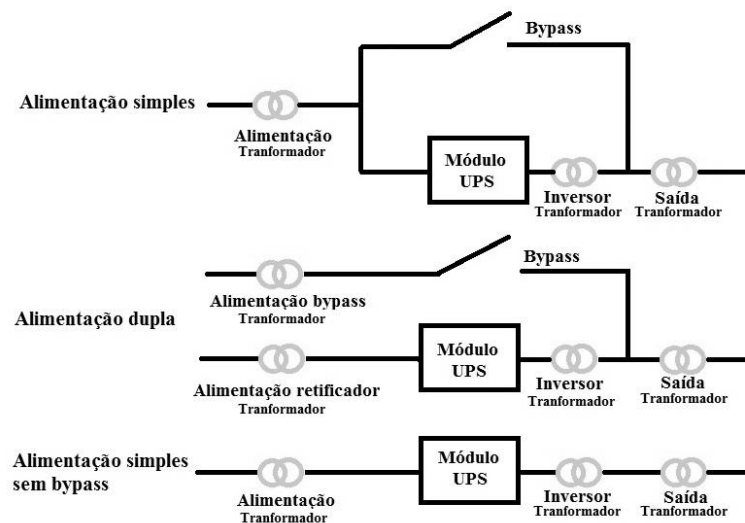 Bypass
Alimentação simples
Alimentação
Tranformador
Módulo
UPS
Inversor
Tranformador
Saída
Tranformador
Bypass
Alimentação bypass
Tranformador
Alimentação dupla
Módulo
UPS
Alimentação retificador
Tranformador
Inversor
Tranformador
Saída
Tranformador
Alimentação simples
sem bypass
Módulo
UPS
Alimentação
Tranformador
Inversor
Tranformador
Saída
Tranformador